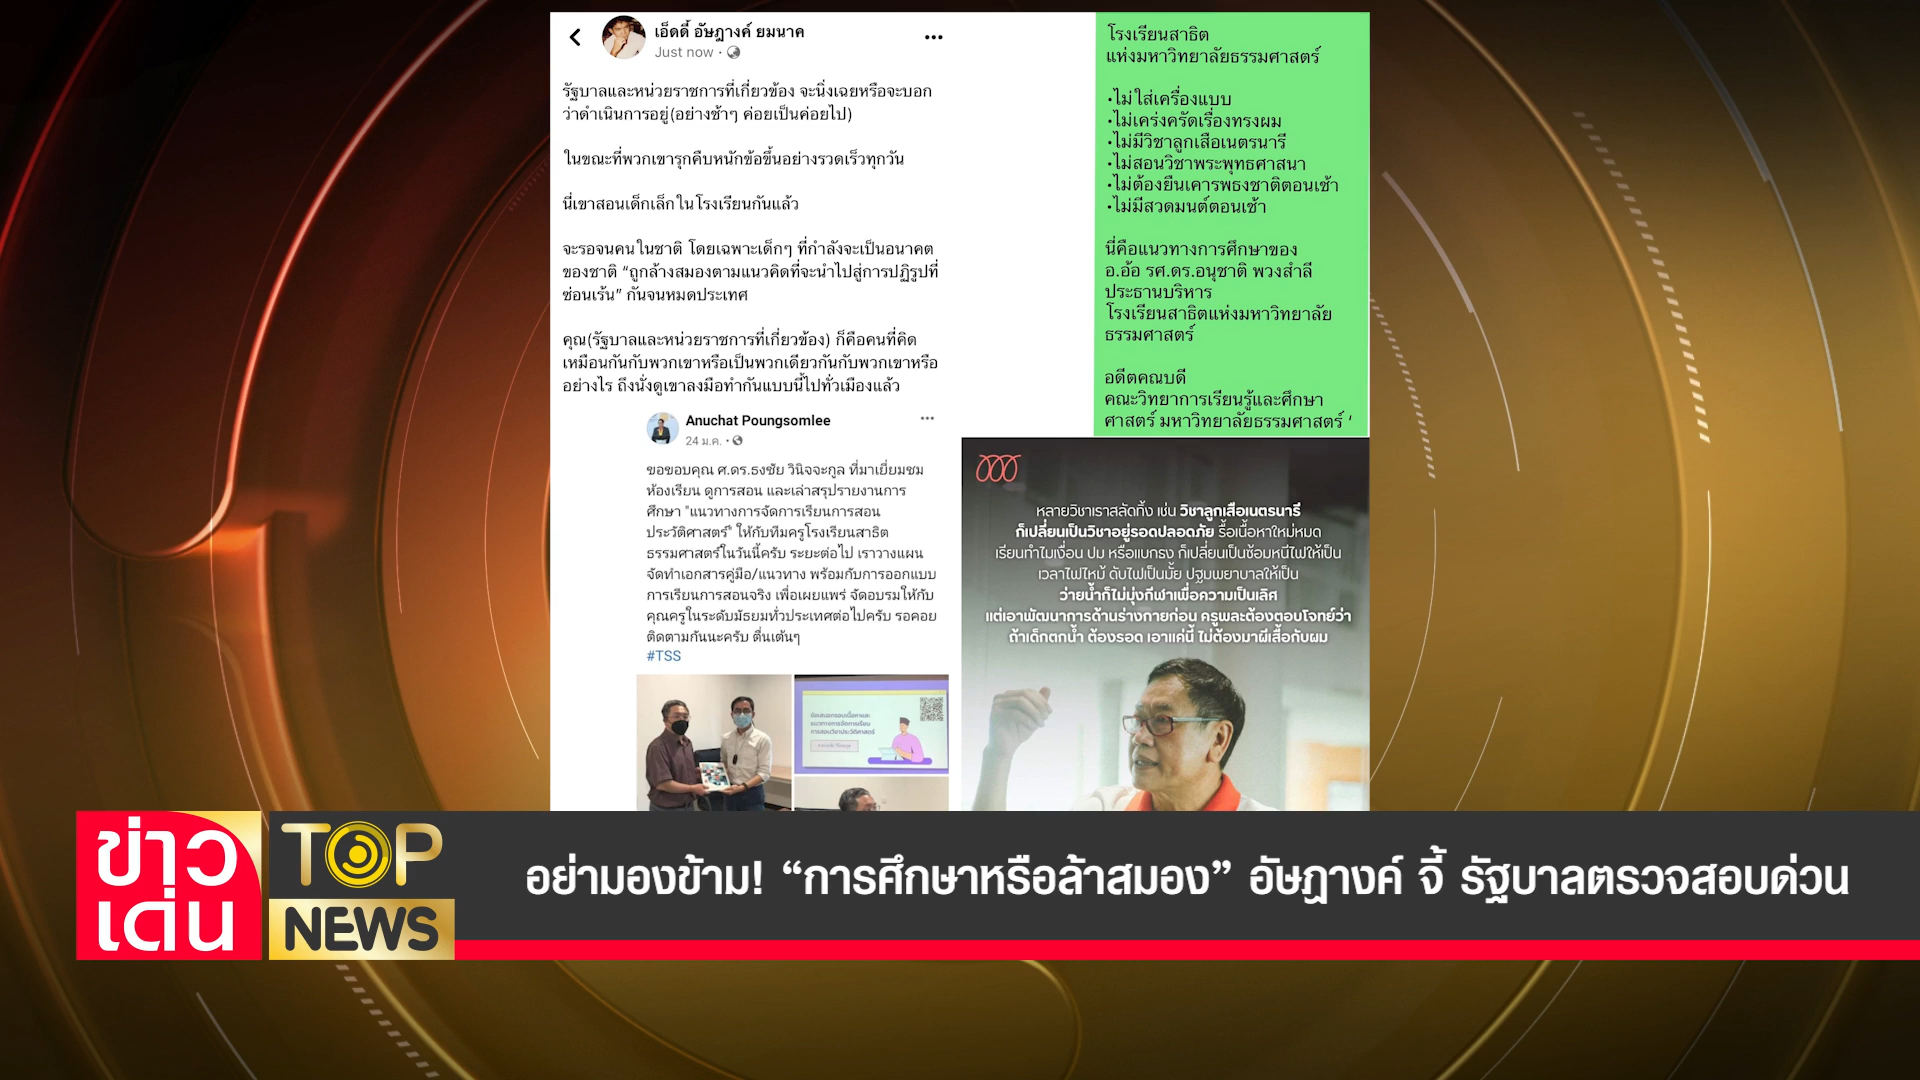 เอ็ดดี้ อัษฎางค์ ยมนาค
Just now
รัฐบาลและหน่วยราชการที่เกี่ยวข้อง จะนิ่งเฉยหรือจะบอก
ว่าดำเนินการอยู่(อย่างช้าๆ ค่อยเป็นค่อยไป)
ในขณะที่พวกเขารุกคืบหนักข้อขึ้นอย่างรวดเร็วทุกวัน
นี่เขาสอนเด็กเล็กในโรงเรียนกันแล้ว
จะรอจนคนในชาติ โดยเฉพาะเด็กๆ ที่กำลังจะเป็นอนาคต
ของชาติ “ถูกล้างสมองตามแนวคิดที่จะนำไปสู่การปฏิรูปที่
ซ่อนเร้น” กันจนหมดประเทศ
คุณ(รัฐบาลและหน่วยราชการที่เกี่ยวข้อง) ก็คือคนที่คิด
เหมือนกันกับพวกเขาหรือเป็นพวกเดียวกันกับพวกเขาหรือ
อย่างไร ถึงนั่งดูเขาลงมือทำกันแบบนี้ไปทั่วเมืองแล้ว
Anuchat Poungsomlee
24 ม.ค.
ขอขอบคุณ ศ.ดร.ธงชัย วินิจจะกูล ที่มาเยี่ยมชม
ห้องเรียน ดูการสอน และเล่าสรุปรายงานการ
ศึกษา "แนวทางการจัดการเรียนการสอน
ประวัติศาสตร์" ให้กับทีมครูโรงเรียนสาธิต
ธรรมศาสตร์ในวันนี้ครับ ระยะต่อไป เราวางแผน
จัดทำเอกสารคู่มือ/แนวทาง พร้อมกับการออกแบบ
การเรียนการสอนจริง เพื่อเผยแพร่ จัดอบรมให้กับ
คุณครูในระดับมัธยมทั่วประเทศต่อไปครับ รอคอย
ติดตามกันนะครับ ตื่นเต้นๆ
#TSS
ข้อเสนอกรอบเนื้อหาและ
แนวทางการจัดการเรียน
การสอนวิชาประวัติศาสตร์
โรงเรียนสาธิต
แห่งมหาวิทยาลัยธรรมศาสตร์
•ไม่ใส่เครื่องแบบ
•ไม่เคร่งครัดเรื่องทรงผม
•ไม่มีวิชาลูกเสือเนตรนารี
•ไม่สอนวิชาพระพุทธศาสนา
•ไม่ต้องยืนเคารพธงชาติตอนเช้า
•ไม่มีสวดมนต์ตอนเช้า
นี่คือแนวทางการศึกษาของ
อ.อ้อ รศ.ดร.อนุชาติ พวงสำลี
ประธานบริหาร
โรงเรียนสาธิตแห่งมหาวิทยาลัย
ธรรมศาสตร์
อดีตคณบดี
คณะวิทยาการเรียนรู้และศึกษา
ศาสตร์ มหาวิทยาลัยธรรมศาสตร์ ‘
หลายวิชาเราสลัดทิ้ง เช่น วิชาลูกเสือเนตรนารี
ก็เปลี่ยนเป็นวิชาอยู่รอดปลอดภัย รื้อเนื้อหาใหม่หมด
เรียนทำไมเงื่อน ปม หรือแบกธง ก็เปลี่ยนเป็นซ้อมหนีไฟให้เป็น
เวลาไฟไหม้ ดับไฟเป็นมั้ย ปฐมพยาบาลให้เป็น
ว่ายน้ำก็ไม่มุ่งกีฬาเพื่อความเป็นเลิศ
แต่เอาพัฒนาการด้านร่างกายก่อน ครูพละต้องตอบโจทย์ว่า
ถ้าเด็กตกน้ำ ต้องรอด เอาแค่นี้ ไม่ต้องมาผีเสื้อกับผม
ข่าว
เด่น
TOP
NEWS
อย่ามองข้าม! “การศึกษาหรือล้าสมอง” อัษฎางค์ จี้ รัฐบาลตรวจสอบด่วน